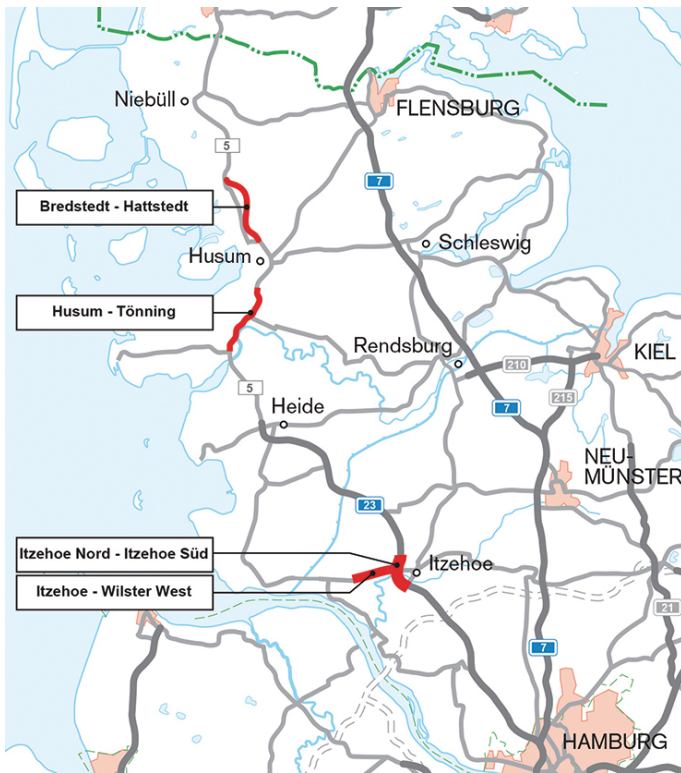 Niebüll
FLENSBURG
5
7
Bredstedt - Hattstedt
Schleswig
Husum
Husum - Tönning
Rendsburg
KIEL
210
5
215
7
Heide
NEU-
MÜNSTER
23
Itzehoe Nord - Itzehoe Süd
Itzehoe
Itzehoe - Wilster West
21
7
HAMBURG